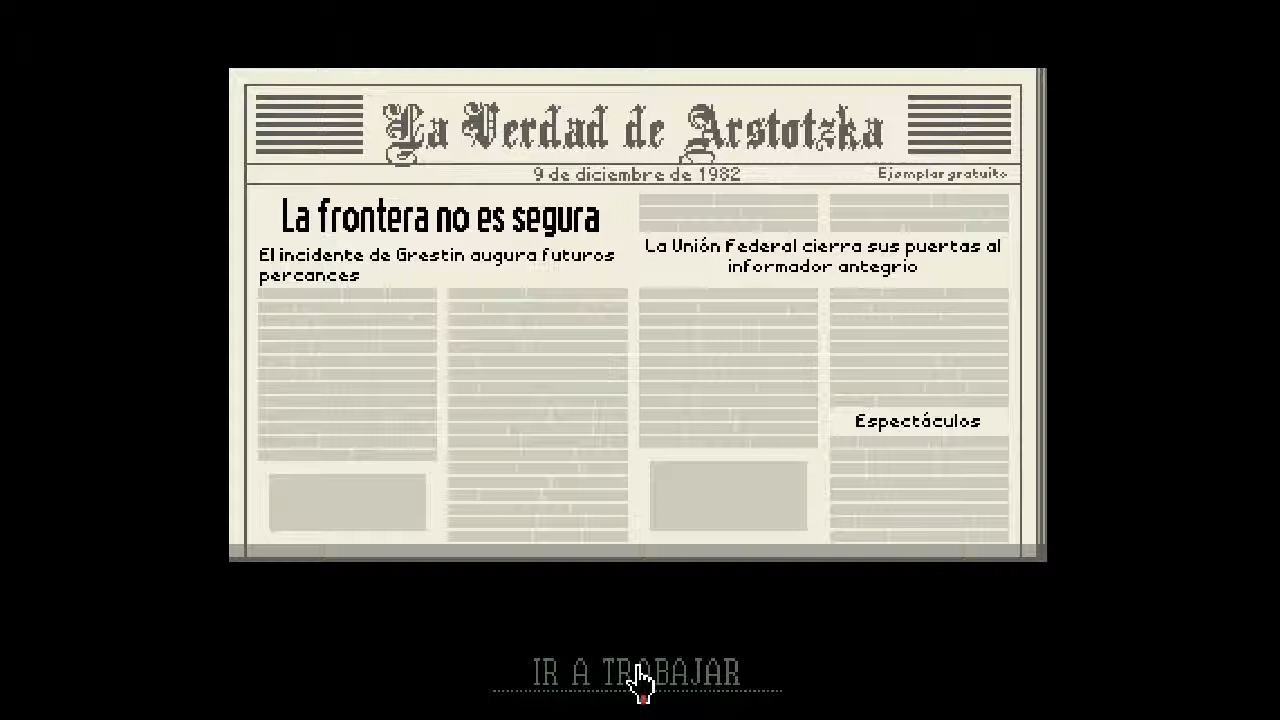 La Verdad de Arstotzka
9 de diciembre de 1982
Ejemplar gratuito
La frontera no es segura
El incidente de Grestin augura futuros
percances
La Unión Federal cierra sus puertas al
informador antegrio
Espectáculos
IR A TRABAJAR